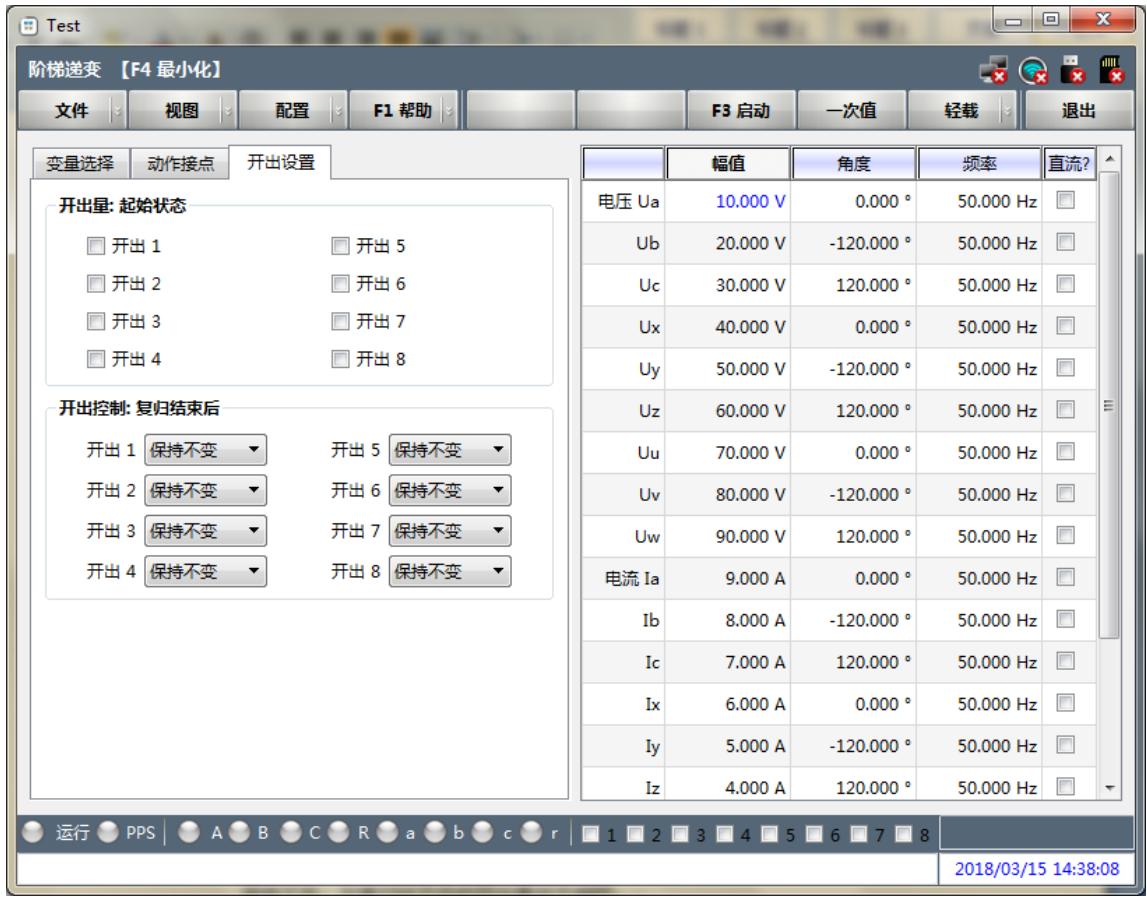 Test
阶梯递变 【F4 最小化】
文件 视图 配置 F1 帮助 F3 启动 一次值 轻载 退出
变量选择 动作接点 开出设置
开出量: 起始状态
开出 1 开出 5
开出 2 开出 6
开出 3 开出 7
开出 4 开出 8
开出控制: 复归结束后
开出 1 保持不变 开出 5 保持不变
开出 2 保持不变 开出 6 保持不变
开出 3 保持不变 开出 7 保持不变
开出 4 保持不变 开出 8 保持不变
幅值 角度 频率 直流?
电压 Ua 10.000 V 0.000 ° 50.000 Hz
Ub 20.000 V -120.000 ° 50.000 Hz
Uc 30.000 V 120.000 ° 50.000 Hz
Ux 40.000 V 0.000 ° 50.000 Hz
Uy 50.000 V -120.000 ° 50.000 Hz
Uz 60.000 V 120.000 ° 50.000 Hz
Uu 70.000 V 0.000 ° 50.000 Hz
Uv 80.000 V -120.000 ° 50.000 Hz
Uw 90.000 V 120.000 ° 50.000 Hz
电流 Ia 9.000 A 0.000 ° 50.000 Hz
Ib 8.000 A -120.000 ° 50.000 Hz
Ic 7.000 A 120.000 ° 50.000 Hz
Ix 6.000 A 0.000 ° 50.000 Hz
Iy 5.000 A -120.000 ° 50.000 Hz
Iz 4.000 A 120.000 ° 50.000 Hz
运行 PPS A B C R a b c r 1 2 3 4 5 6 7 8
2018/03/15 14:38:08